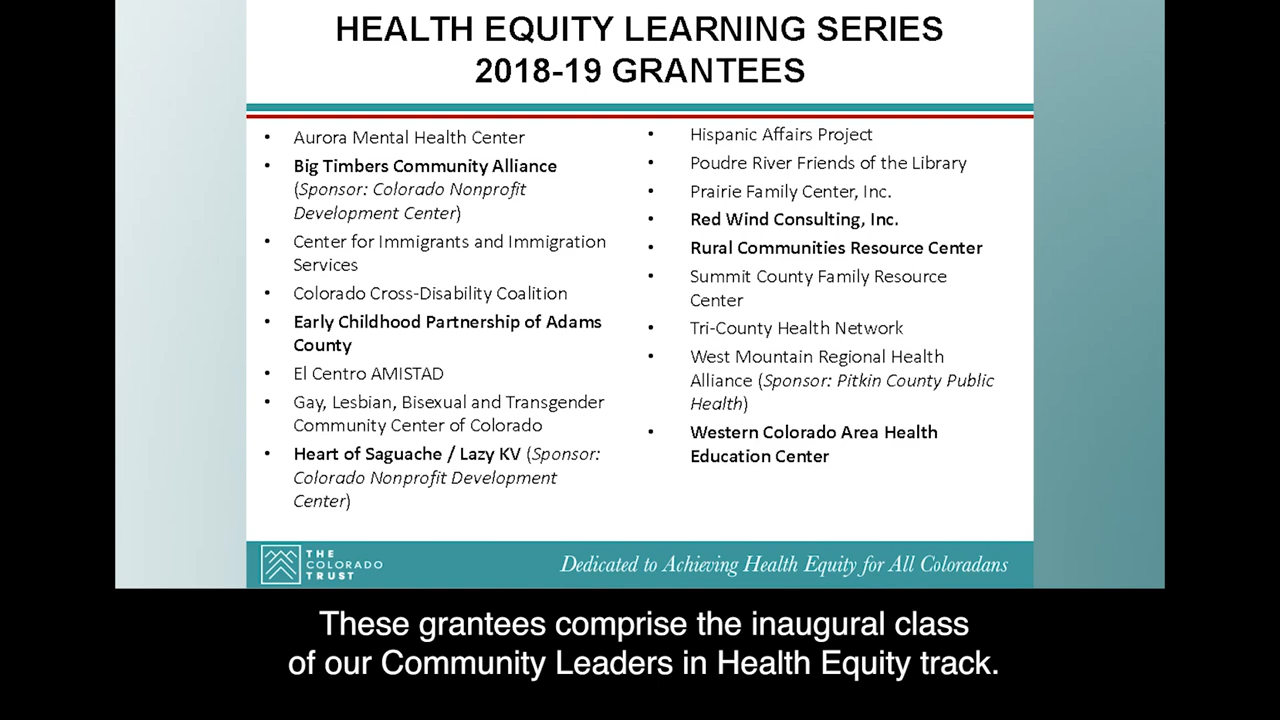 HEALTH EQUITY LEARNING SERIES
2018-19 GRANTEES
• Aurora Mental Health Center
• Big Timbers Community Alliance
(Sponsor: Colorado Nonprofit
Development Center)
• Center for Immigrants and Immigration
Services
• Colorado Cross-Disability Coalition
• Early Childhood Partnership of Adams
County
• El Centro AMISTAD
• Gay, Lesbian, Bisexual and Transgender
Community Center of Colorado
• Heart of Saguache / Lazy KV (Sponsor:
Colorado Nonprofit Development
Center)
• Hispanic Affairs Project
• Poudre River Friends of the Library
• Prairie Family Center, Inc.
• Red Wind Consulting, Inc.
• Rural Communities Resource Center
• Summit County Family Resource
Center
• Tri-County Health Network
• West Mountain Regional Health
Alliance (Sponsor: Pitkin County Public
Health)
• Western Colorado Area Health
Education Center
THE
COLORADO
TRUST
Dedicated to Achieving Health Equity for All Coloradans
These grantees comprise the inaugural class
of our Community Leaders in Health Equity track.